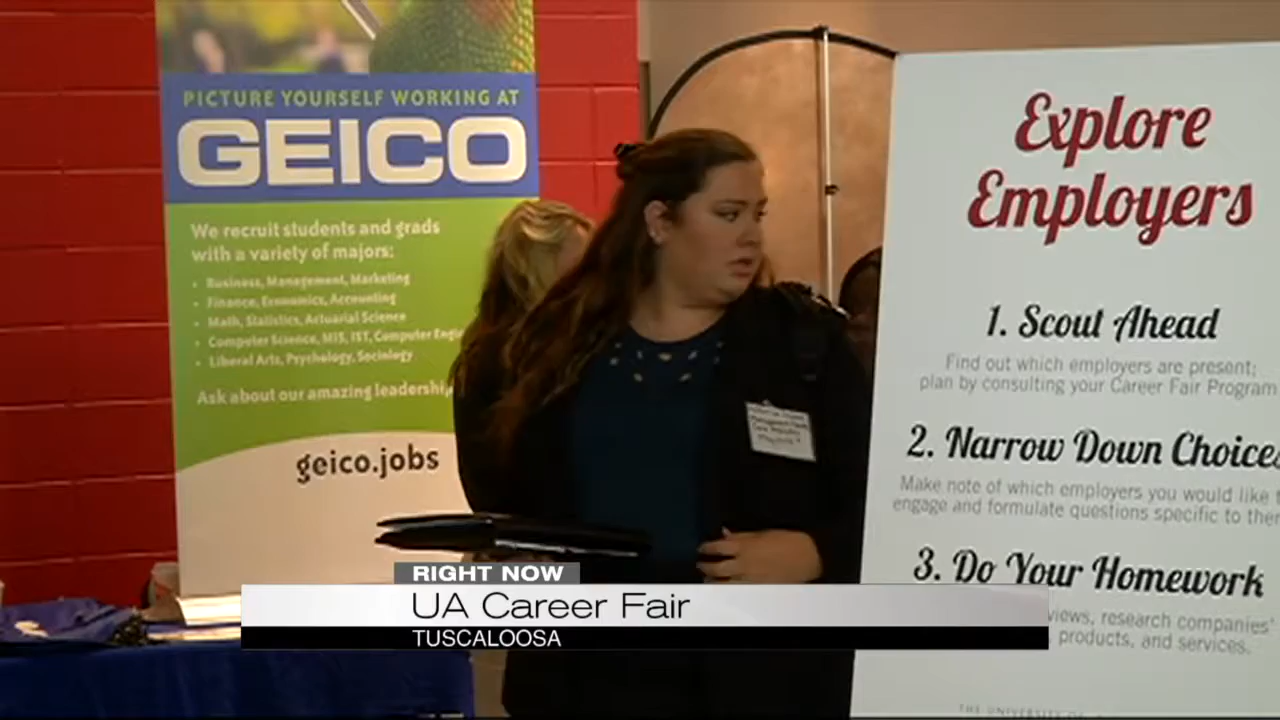 PICTURE YOURSELF WORKING AT
GEICO
We recruit students and grads
with a variety of majors:
• Business, Management, Marketing
• Finance, Economics, Accounting
• Math, Statistics, Actuarial Science
• Computer Science, MIS, IST, Computer Engi
• Liberal Arts, Psychology, Sociology
Ask about our amazing leadership
geico.jobs
Explore
Employers
1. Scout Ahead
Find out which employers are present;
plan by consulting your Career Fair Program
2. Narrow Down Choices
Make note of which employers you would like
engage and formulate questions specific to
3. Do Your Homework
views, research companies'
products, and services.
THE UNIVERSITY OF
RIGHT NOW
UA Career Fair
TUSCALOOSA